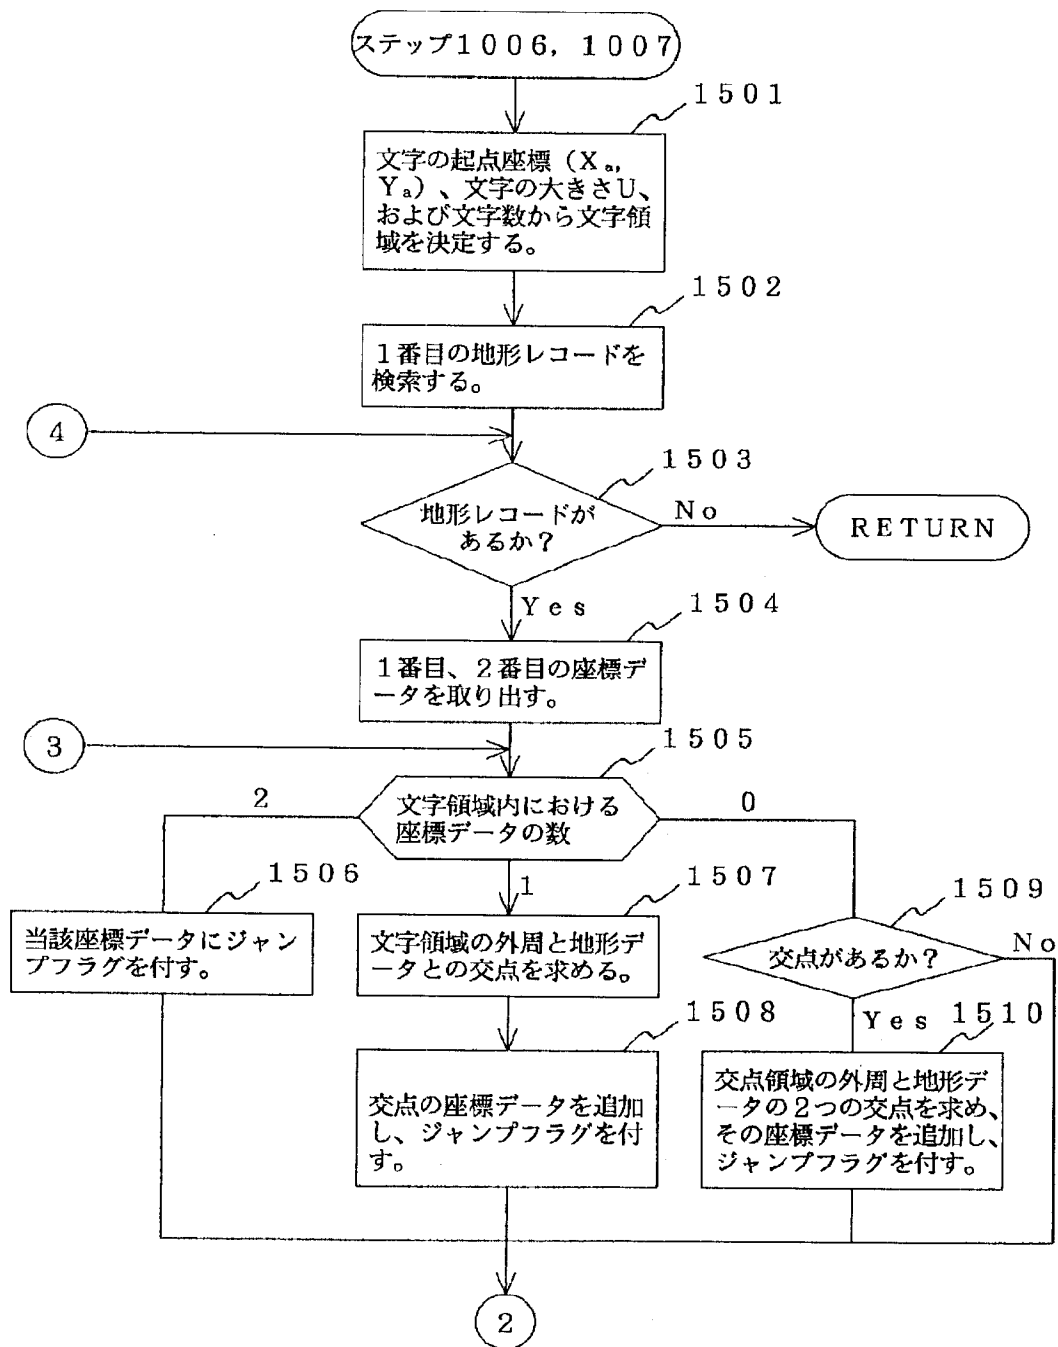 ステップ1006,1007
1501
文字の起点座標(Xa,
Ya)、文字の大きさU、
および文字数から文字領
域を決定する。
1502
1番目の地形レコードを
検索する。
4
1503
地形レコードが
あるか?
No
RETURN
Yes
1504
1番目、2番目の座標デ
ータを取り出す。
3
1505
文字領域内における
座標データの数
2
0
1
1506
当該座標データにジャン
プフラグを付す。
1507
文字領域の外周と地形デ
ータとの交点を求める。
1509
交点があるか?
No
Yes
1508
交点の座標データを追加
し、ジャンプフラグを付
す。
1510
交点領域の外周と地形デ
ータの2つの交点を求め、
その座標データを追加し、
ジャンプフラグを付す。
2